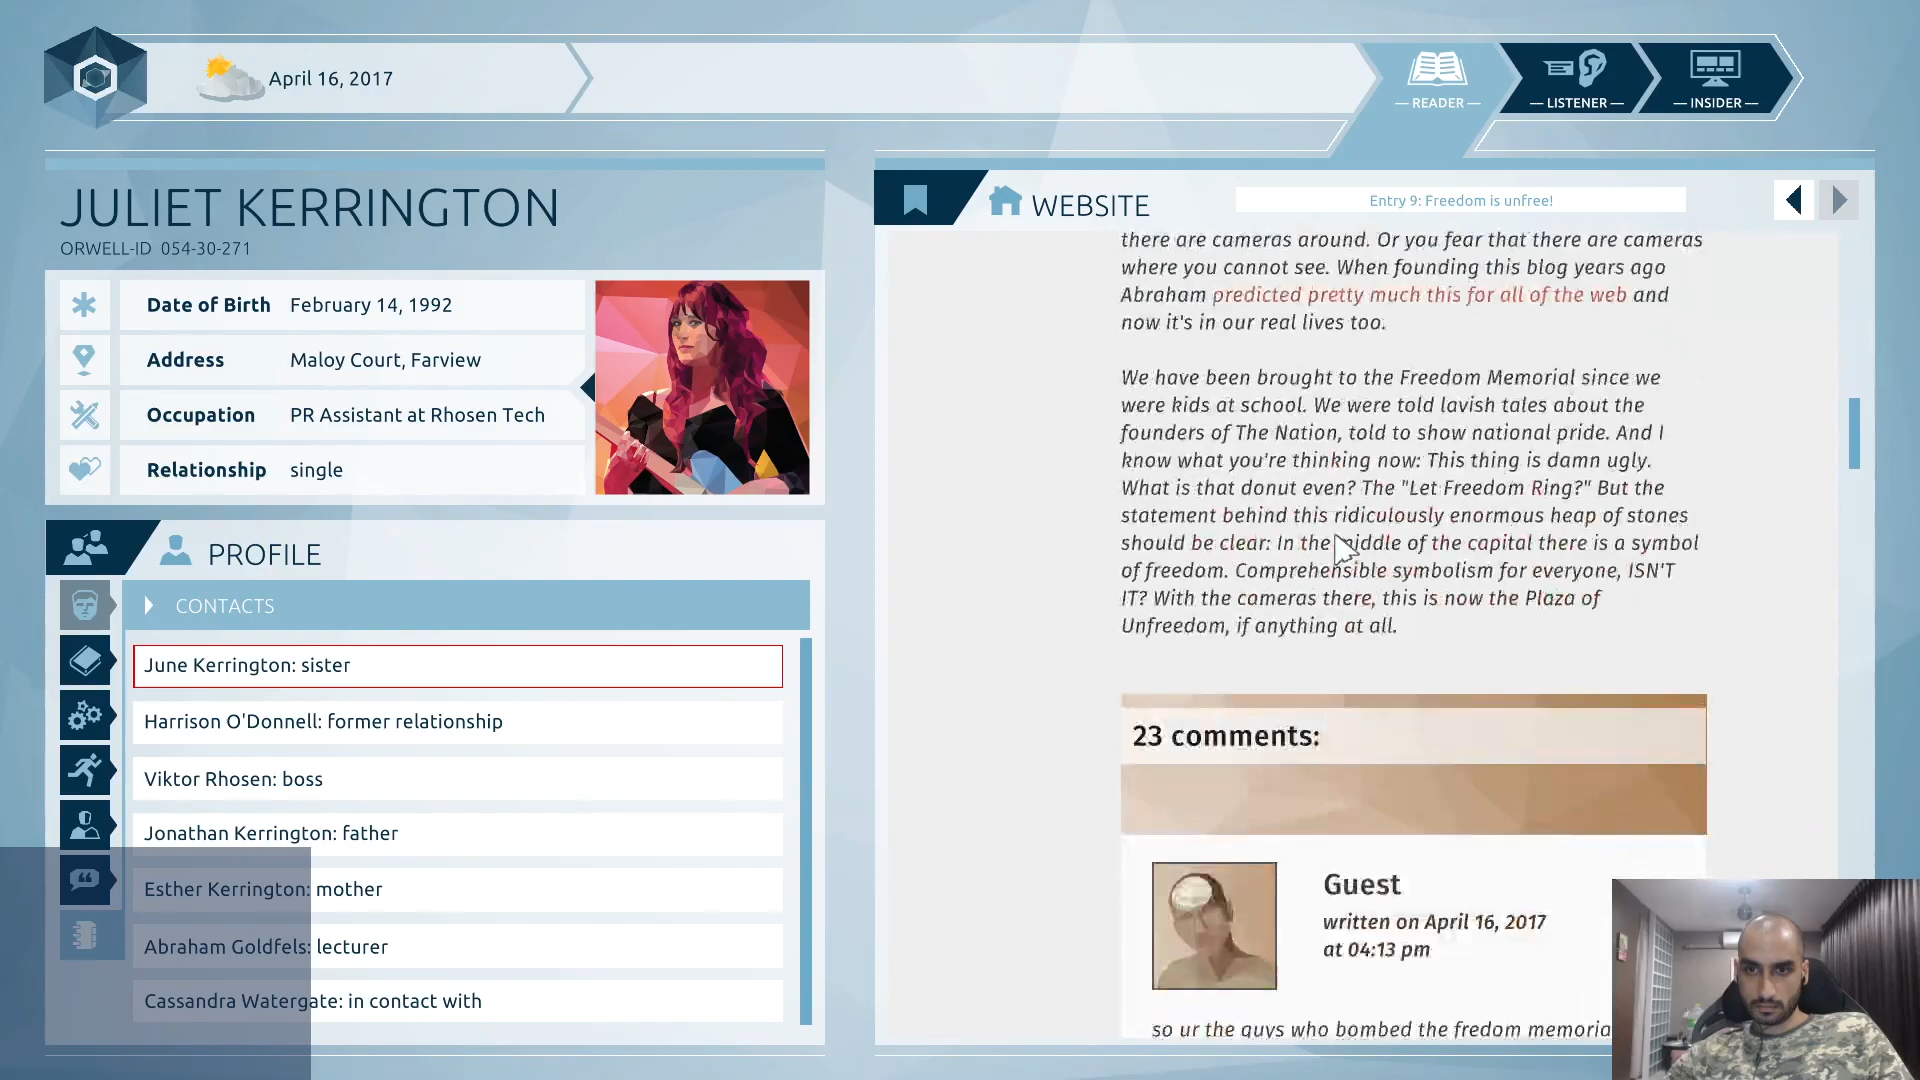 April 16, 2017
— READER —
— LISTENER —
— INSIDER —
JULIET KERRINGTON
ORWELL-ID 054-30-271
Date of Birth February 14, 1992
Address Maloy Court, Farview
Occupation PR Assistant at Rhosen Tech
Relationship single
PROFILE
CONTACTS
June Kerrington: sister
Harrison O'Donnell: former relationship
Viktor Rhosen: boss
Jonathan Kerrington: father
Esther Kerrington: mother
Abraham Goldfels: lecturer
Cassandra Watergate: in contact with
WEBSITE
Entry 9: Freedom is unfree!
there are cameras around. Or you fear that there are cameras
where you cannot see. When founding this blog years ago
Abraham predicted pretty much this for all of the web and
now it's in our real lives too.
We have been brought to the Freedom Memorial since we
were kids at school. We were told lavish tales about the
founders of The Nation, told to show national pride. And I
know what you're thinking now: This thing is damn ugly.
What is that donut even? The "Let Freedom Ring?" But the
statement behind this ridiculously enormous heap of stones
should be clear: In the middle of the capital there is a symbol
of freedom. Comprehensible symbolism for everyone, ISN'T
IT? With the cameras there, this is now the Plaza of
Unfreedom, if anything at all.
23 comments:
Guest
written on April 16, 2017
at 04:13 pm
so ur the guys who bombed the fredom memoria